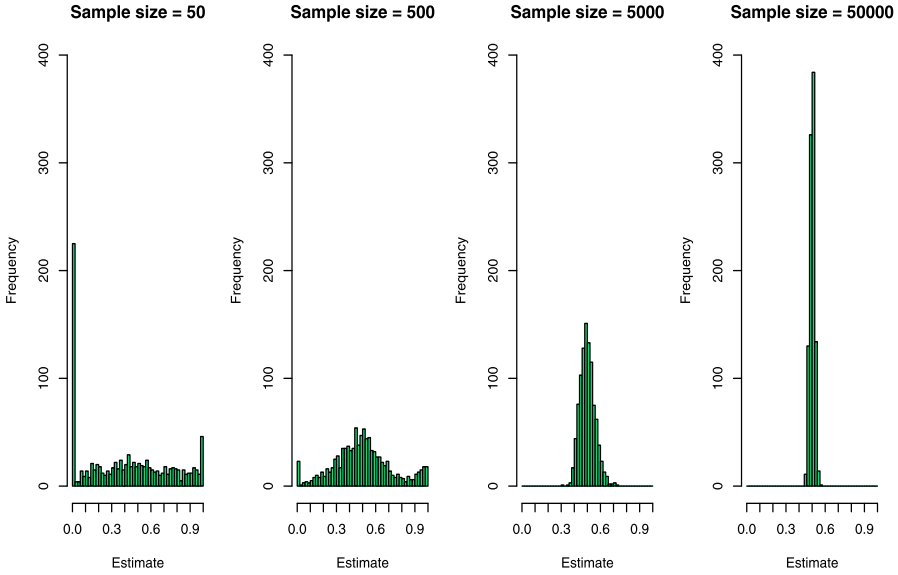 Sample size = 50
Sample size = 500
Sample size = 5000
Sample size = 50000
Frequency
400
300
200
100
0
0.0 0.3 0.6 0.9
Estimate
Frequency
400
300
200
100
0
0.0 0.3 0.6 0.9
Estimate
Frequency
400
300
200
100
0
0.0 0.3 0.6 0.9
Estimate
Frequency
400
300
200
100
0
0.0 0.3 0.6 0.9
Estimate